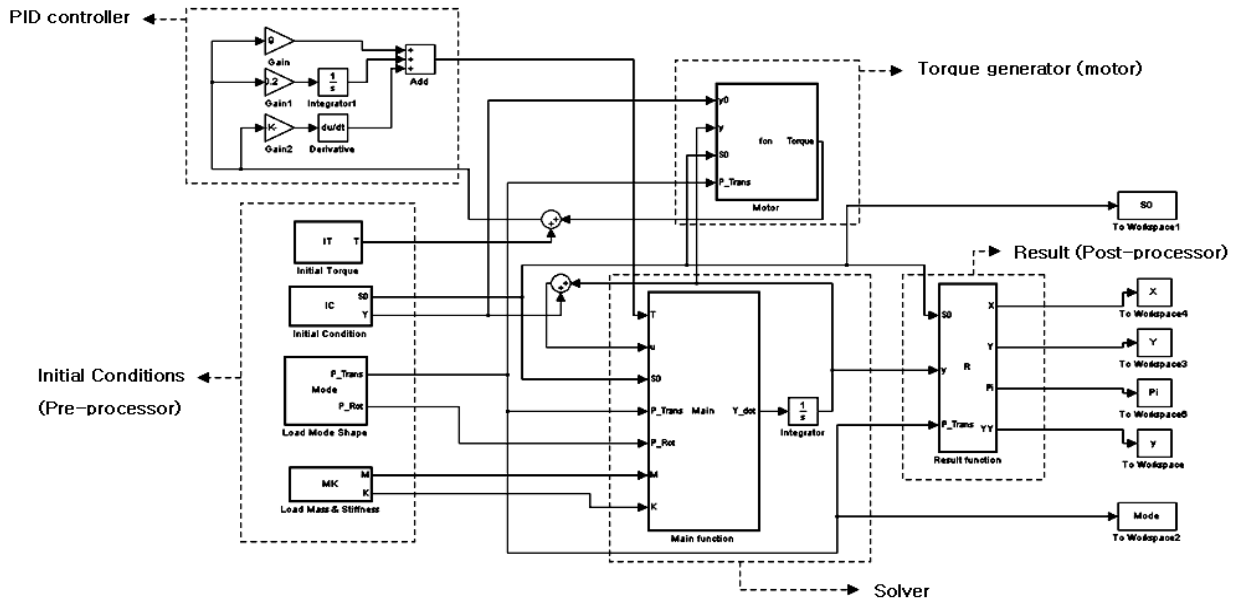 PID controller
Gain
0.2
1
s
Gain1
Integrator1
Add
K-
du/dt
Gain2
Derivative
Torque generator (motor)
y0
y
S0
P_Trans
fcn
Torque
Motor
IT
T
Initial Torque
IC
S0
Y
Initial Condition
Initial Conditions
(Pre-processor)
Mode
P_Trans
P_Rot
Load Mode Shape
MK
M
K
Load Mass & Stiffness
T
u
S0
P_Trans
P_Rot
M
K
Main
Y_dot
Main function
1
s
Integrator
Solver
Result (Post-processor)
S0
y
P_Trans
R
X
Y
Pi
YY
Result function
S0
To Workspace1
X
To Workspace4
Y
To Workspace3
Pi
To Workspace5
y
To Workspace
Mode
To Workspace2